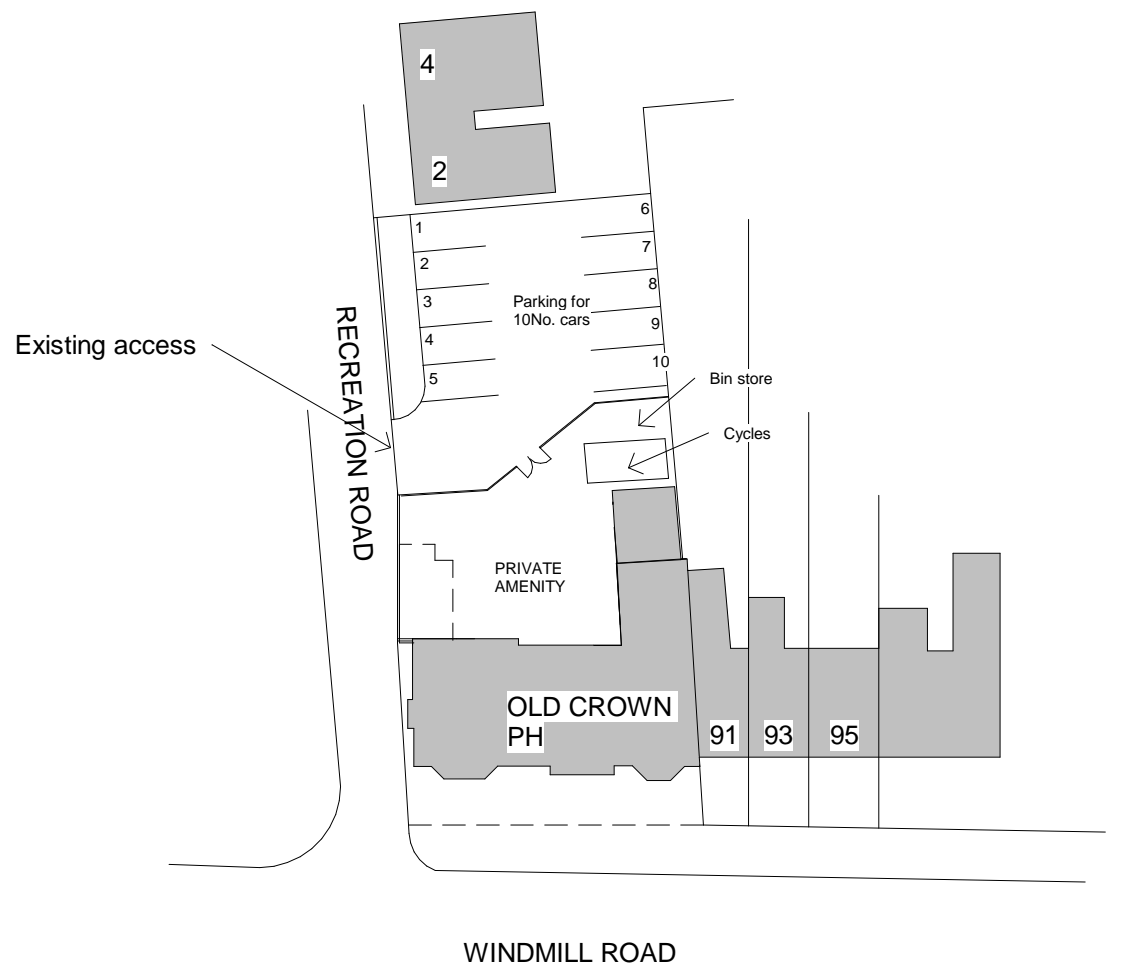 4
2
1
6
2
7
3
8
4
9
5
10
Parking for
10No. cars
Existing access
RECREATION ROAD
Bin store
Cycles
PRIVATE
AMENITY
OLD CROWN
PH
91
93
95
WINDMILL ROAD